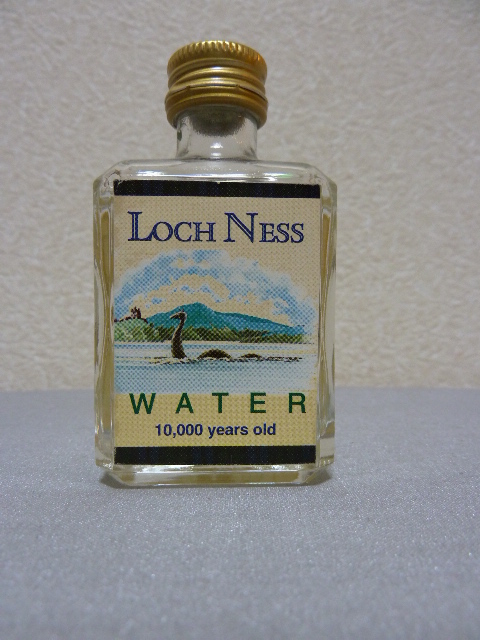 LOCH NESS
WATER
10,000 years old